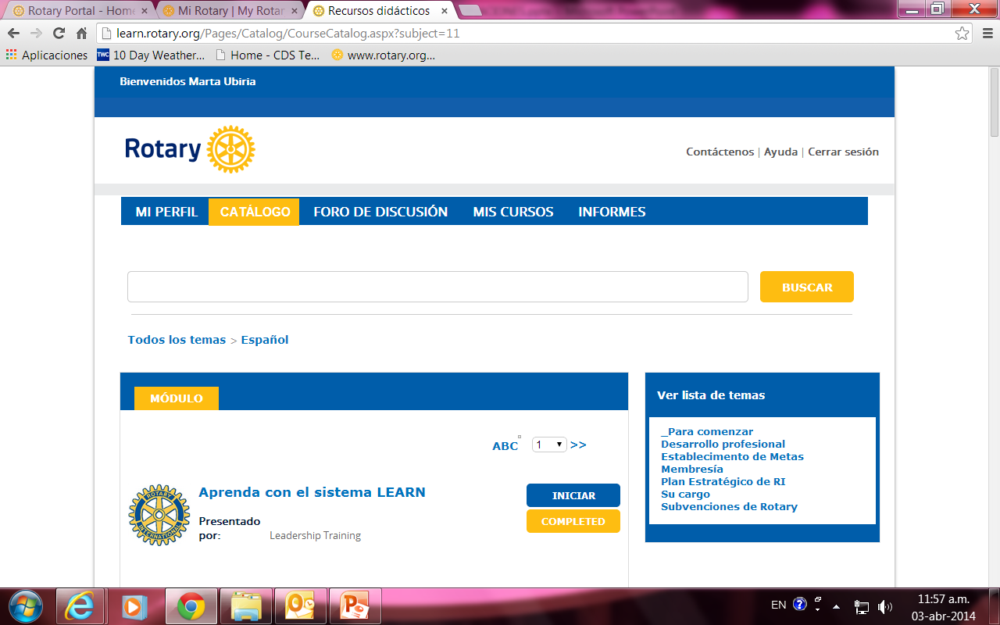 Rotary Portal - Home
Mi Rotary | My Rotar
Recursos didácticos
learn.rotary.org/Pages/Catalog/CourseCatalog.aspx?subject=11
Aplicaciones
TWC
10 Day Weather...
Home - CDS Te...
www.rotary.org...
Bienvenidos Marta Ubiria
Rotary
Contáctenos | Ayuda | Cerrar sesión
MI PERFIL
CATÁLOGO
FORO DE DISCUSIÓN
MIS CURSOS
INFORMES
BUSCAR
Todos los temas > Español
MÓDULO
ABC
1
>>
ROTARY
INTERNATIONAL
Aprenda con el sistema LEARN
Presentado
por:
Leadership Training
INICIAR
COMPLETED
Ver lista de temas
_Para comenzar
Desarrollo profesional
Establecimiento de Metas
Membresía
Plan Estratégico de RI
Su cargo
Subvenciones de Rotary
EN
11:57 a.m.
03-abr-2014